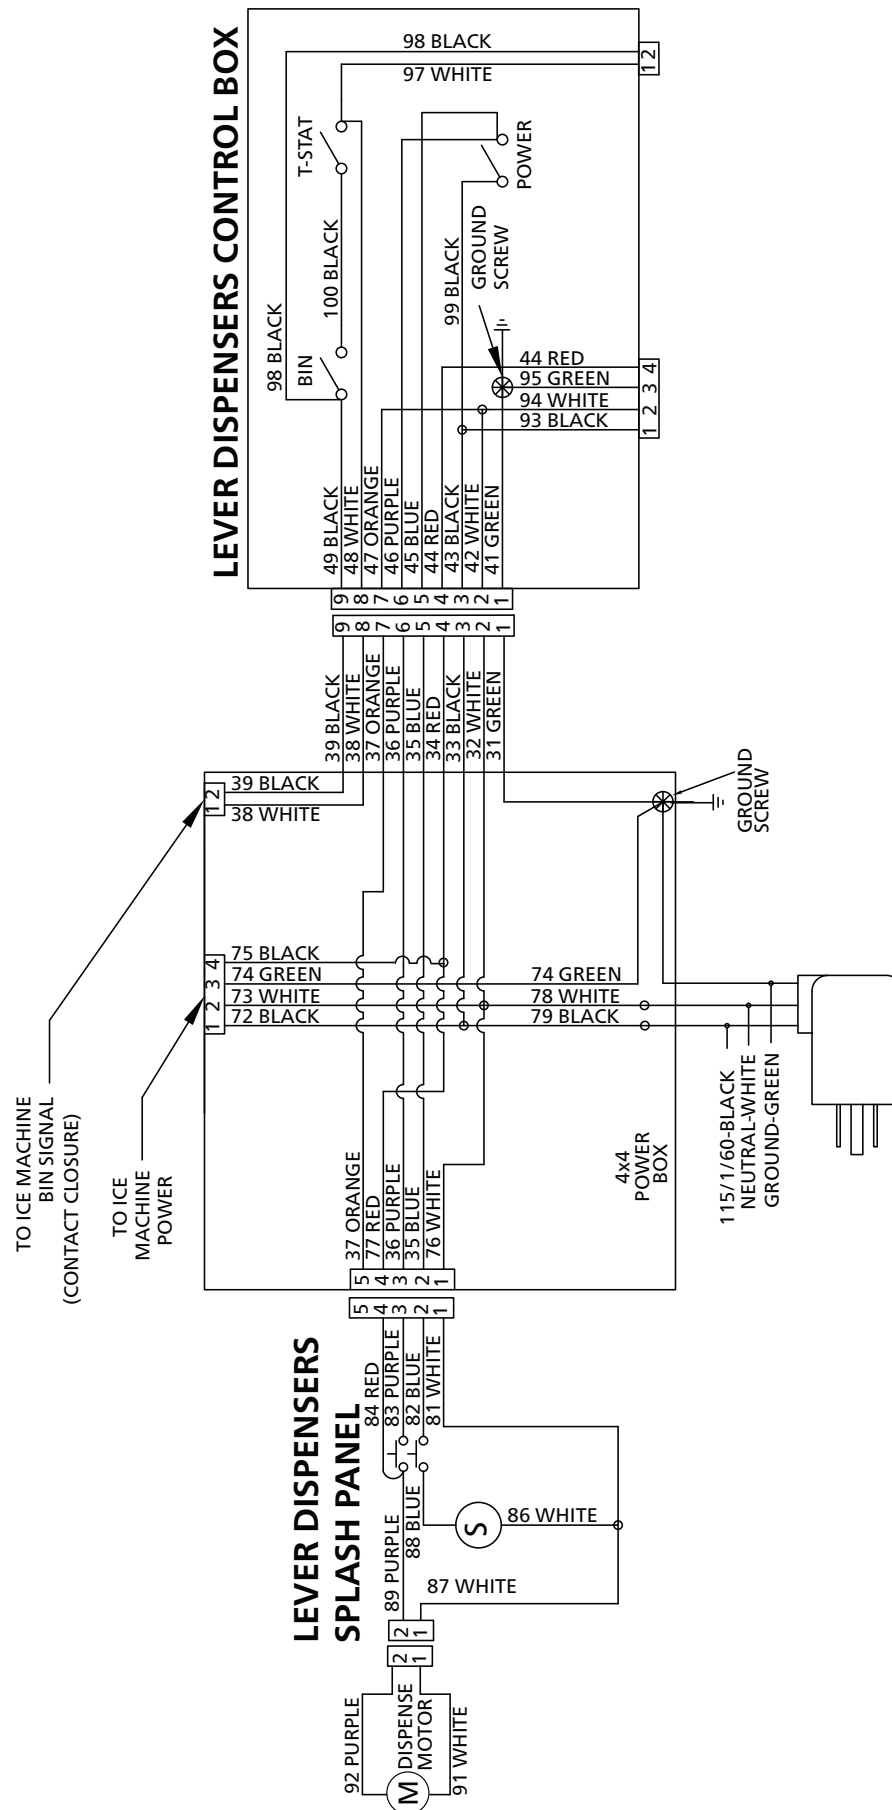 LEVER DISPENSERS CONTROL BOX
98 BLACK
97 WHITE
1 2
T-STAT
POWER
100 BLACK
98 BLACK
BIN
99 BLACK
GROUND
SCREW
44 RED
95 GREEN
94 WHITE
93 BLACK
1 2 3 4
49 BLACK
48 WHITE
47 ORANGE
46 PURPLE
45 BLUE
44 RED
43 BLACK
42 WHITE
41 GREEN
9 8 7 6 5 4 3 2 1
9 8 7 6 5 4 3 2 1
39 BLACK
38 WHITE
37 ORANGE
36 PURPLE
35 BLUE
34 RED
33 BLACK
32 WHITE
31 GREEN
1 2
39 BLACK
38 WHITE
GROUND
SCREW
1 2 3 4
75 BLACK
74 GREEN
73 WHITE
72 BLACK
74 GREEN
78 WHITE
79 BLACK
TO ICE MACHINE
BIN SIGNAL
(CONTACT CLOSURE)
TO ICE
MACHINE
POWER
115/1/60-BLACK
NEUTRAL-WHITE
GROUND-GREEN
4x4
POWER
BOX
37 ORANGE
77 RED
36 PURPLE
35 BLUE
76 WHITE
5 4 3 2 1
5 4 3 2 1
LEVER DISPENSERS
SPLASH PANEL
84 RED
83 PURPLE
82 BLUE
81 WHITE
S
86 WHITE
89 PURPLE
88 BLUE
87 WHITE
2 1
2 1
92 PURPLE
M
DISPENSE
MOTOR
91 WHITE